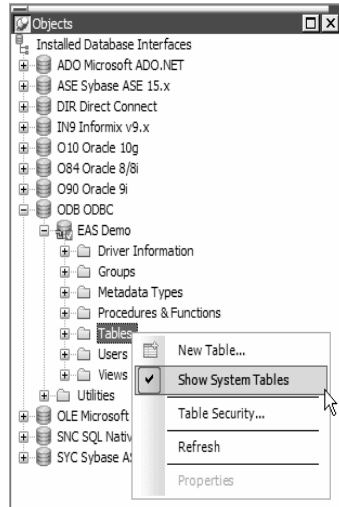 Objects
Installed Database Interfaces
ADO Microsoft ADO.NET
ASE Sybase ASE 15.x
DIR Direct Connect
IN9 Informix v9.x
O10 Oracle 10g
O84 Oracle 8/8i
O90 Oracle 9i
ODB ODBC
EAS Demo
Driver Information
Groups
Metadata Types
Procedures & Functions
Tables
Users
Views
Utilities
OLE Microsoft
SNC SQL Nativ
SYC Sybase AS
New Table...
Show System Tables
Table Security...
Refresh
Properties